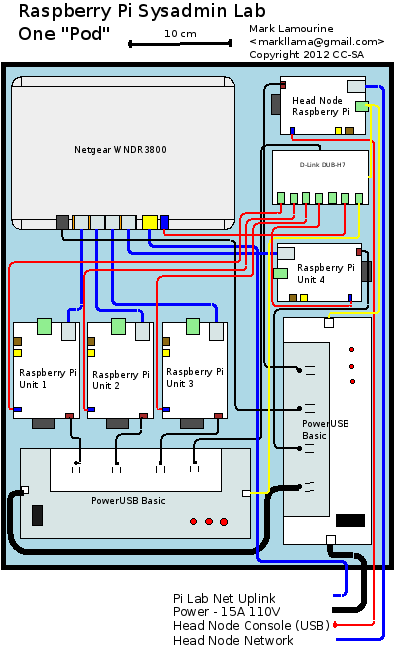 Raspberry Pi Sysadmin Lab
One "Pod"
10 cm
Mark Lamourine
<markllama@gmail.com>
Copyright 2012 CC-SA
Netgear WNDR3800
Head Node
Raspberry Pi
D-Link DUB-H7
Raspberry Pi
Unit 4
Raspberry Pi
Unit 1
Raspberry Pi
Unit 2
Raspberry Pi
Unit 3
PowerUSB
Basic
PowerUSB Basic
Pi Lab Net Uplink
Power - 15A 110V
Head Node Console (USB)
Head Node Network